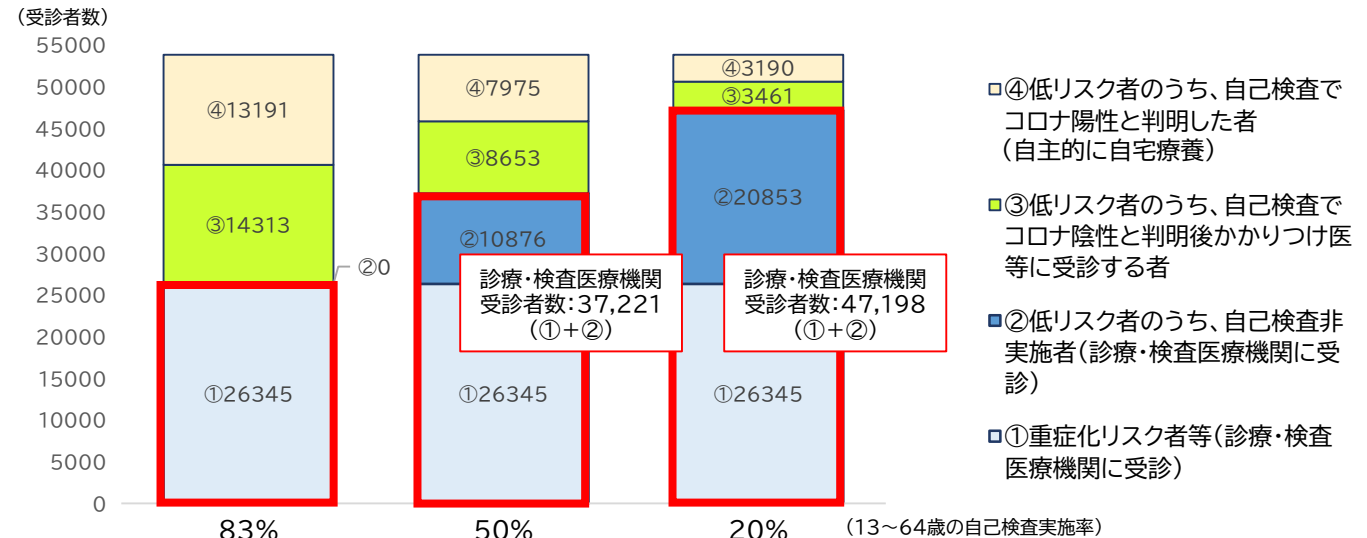 （受診者数）
55000
50000
45000
40000
35000
30000
25000
20000
15000
10000
5000
0
④13191
③14313
②0
①26345
④7975
③8653
②10876
①26345
診療・検査医療機関
受診者数：37,221
（①＋②）
④3190
③3461
②20853
①26345
診療・検査医療機関
受診者数：47,198
（①＋②）
83%
50%
20%
（13～64歳の自己検査実施率）
④低リスク者のうち、自己検査で
コロナ陽性と判明した者
（自主的に自宅療養）
③低リスク者のうち、自己検査で
コロナ陰性と判明後かかりつけ医
等に受診する者
②低リスク者のうち、自己検査非
実施者（診療・検査医療機関に受
診）
①重症化リスク者等（診療・検査
医療機関に受診）